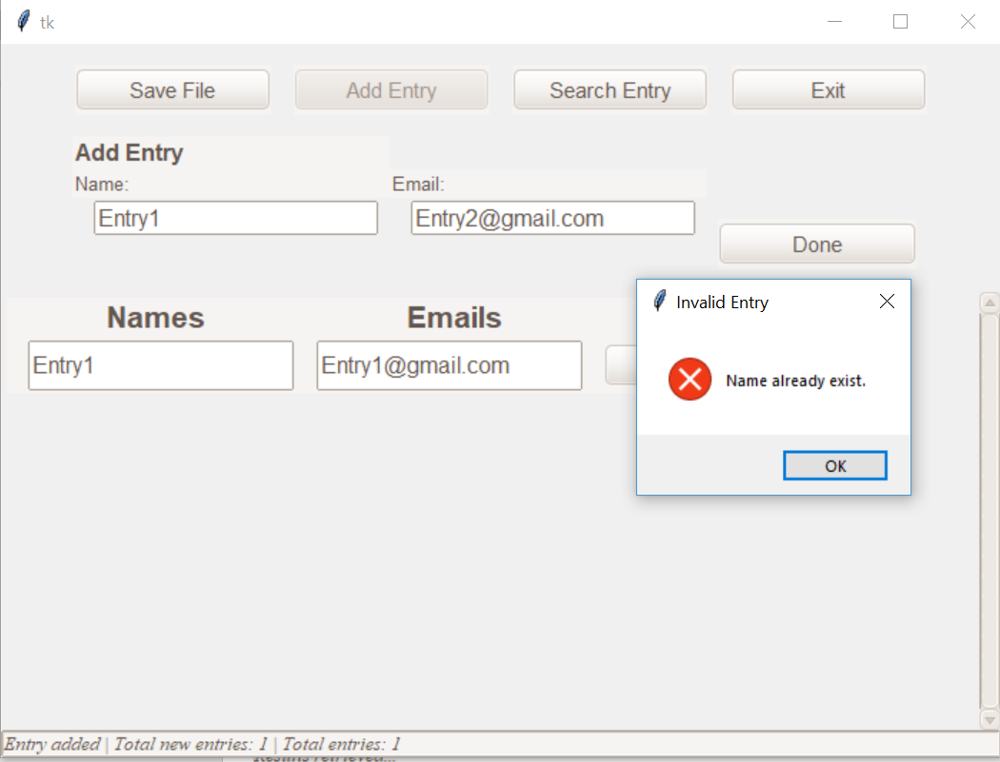 tk
Save File Add Entry Search Entry Exit
Add Entry
Name: Email:
Entry1 Entry2@gmail.com
Done
Names Emails
Entry1 Entry1@gmail.com
Invalid Entry
Name already exist.
OK
Entry added | Total new entries: 1 | Total entries: 1